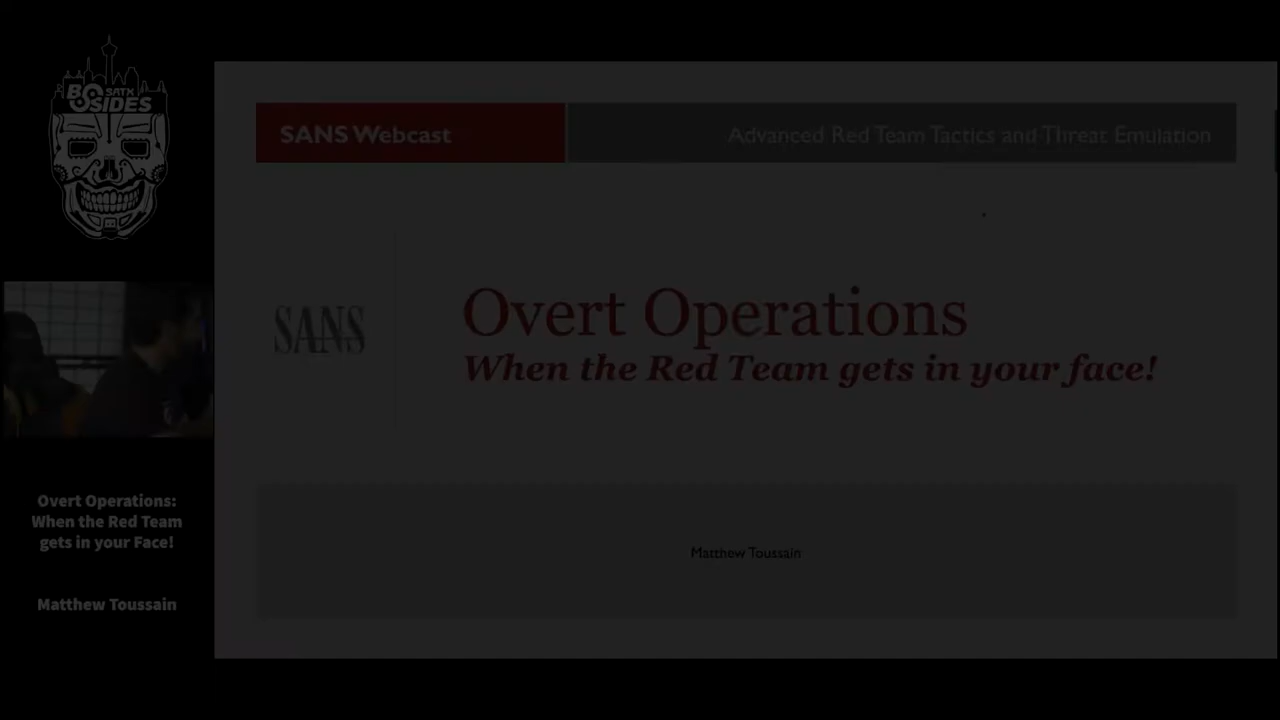 BSIDES
SATX
Overt Operations:
When the Red Team
gets in your Face!
Matthew Toussain
SANS Webcast
Advanced Red Team Tactics and Threat Emulation
SANS
Overt Operations
When the Red Team gets in your face!
Matthew Toussain